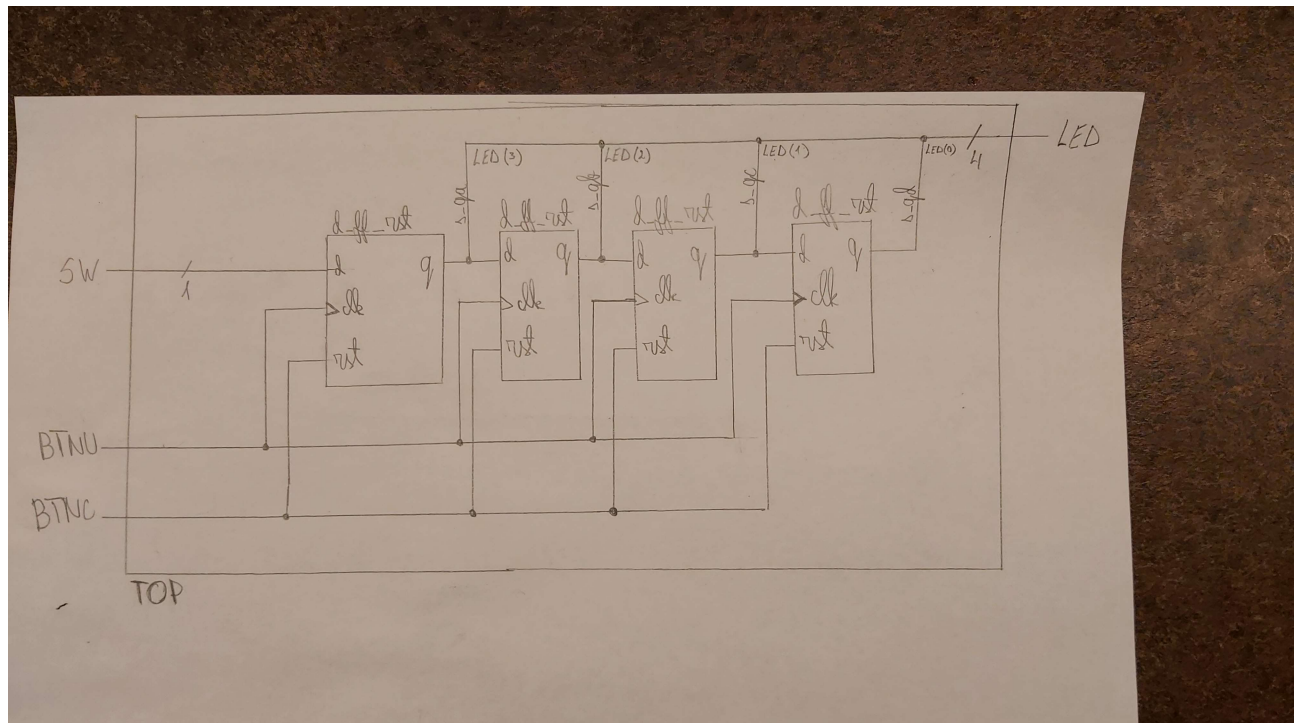 LED
LED(3) LED(2) LED(1) LED(0) 4
s_qa s_qb s_qc s_qd
d_ff_rst d_ff_rst d_ff_rst d_ff_rst
SW 1 d q d q d q d q
clk clk clk clk
rst rst rst rst
BTNU
BTNC
TOP